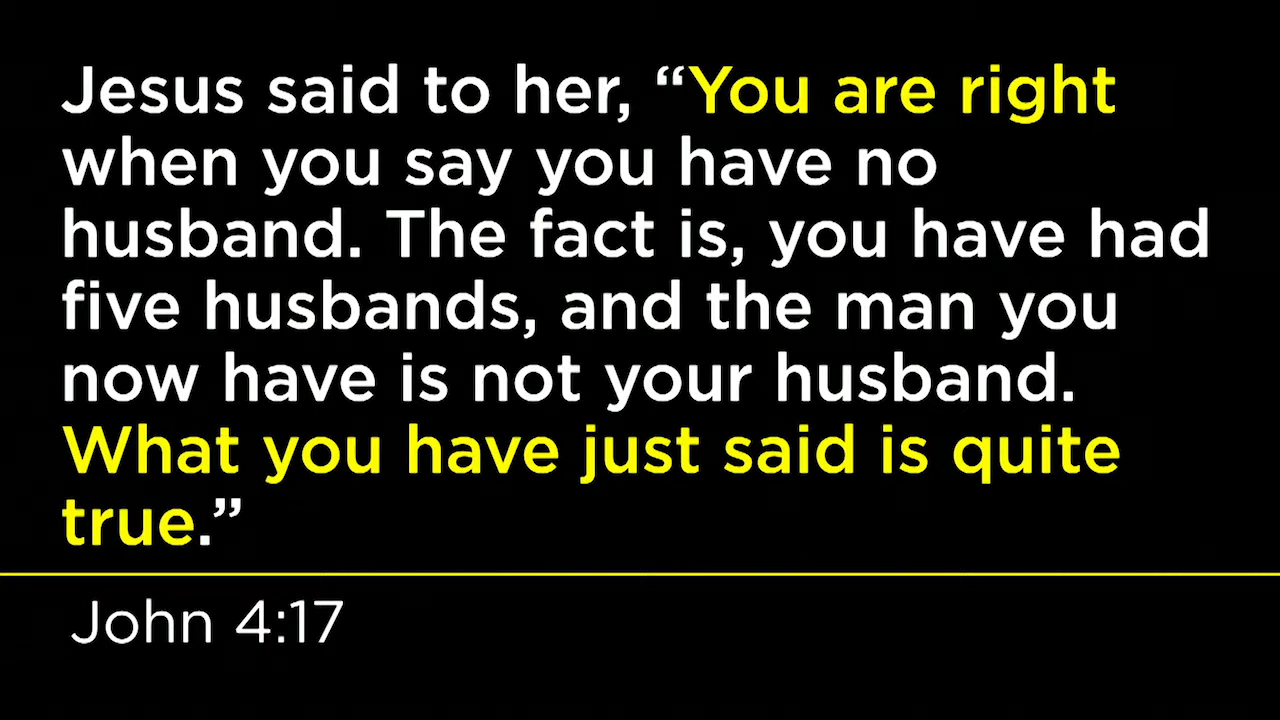 Jesus said to her, “You are right
when you say you have no
husband. The fact is, you have had
five husbands, and the man you
now have is not your husband.
What you have just said is quite
true.”
John 4:17